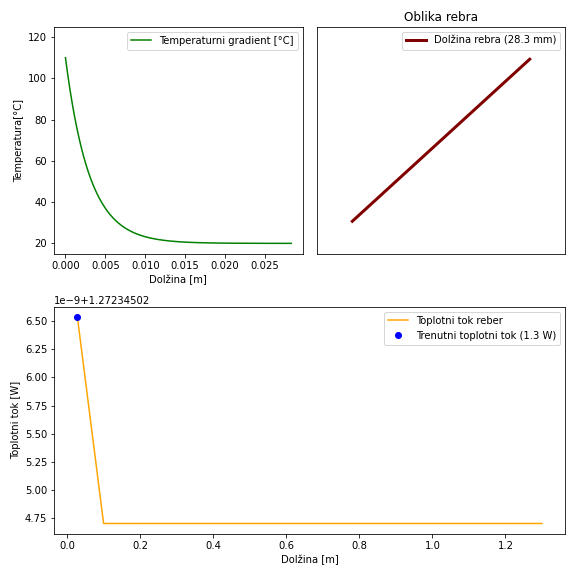 Oblika rebra
Temperaturni gradient [°C]
Dolžina rebra (28.3 mm)
120
100
80
60
40
20
Temperatura[°C]
0.000 0.005 0.010 0.015 0.020 0.025
Dolžina [m]
1e-9+1.27234502
Toplotni tok reber
Trenutni toplotni tok (1.3 W)
6.50
6.25
6.00
5.75
5.50
5.25
5.00
4.75
Toplotni tok [W]
0.0 0.2 0.4 0.6 0.8 1.0 1.2
Dolžina [m]